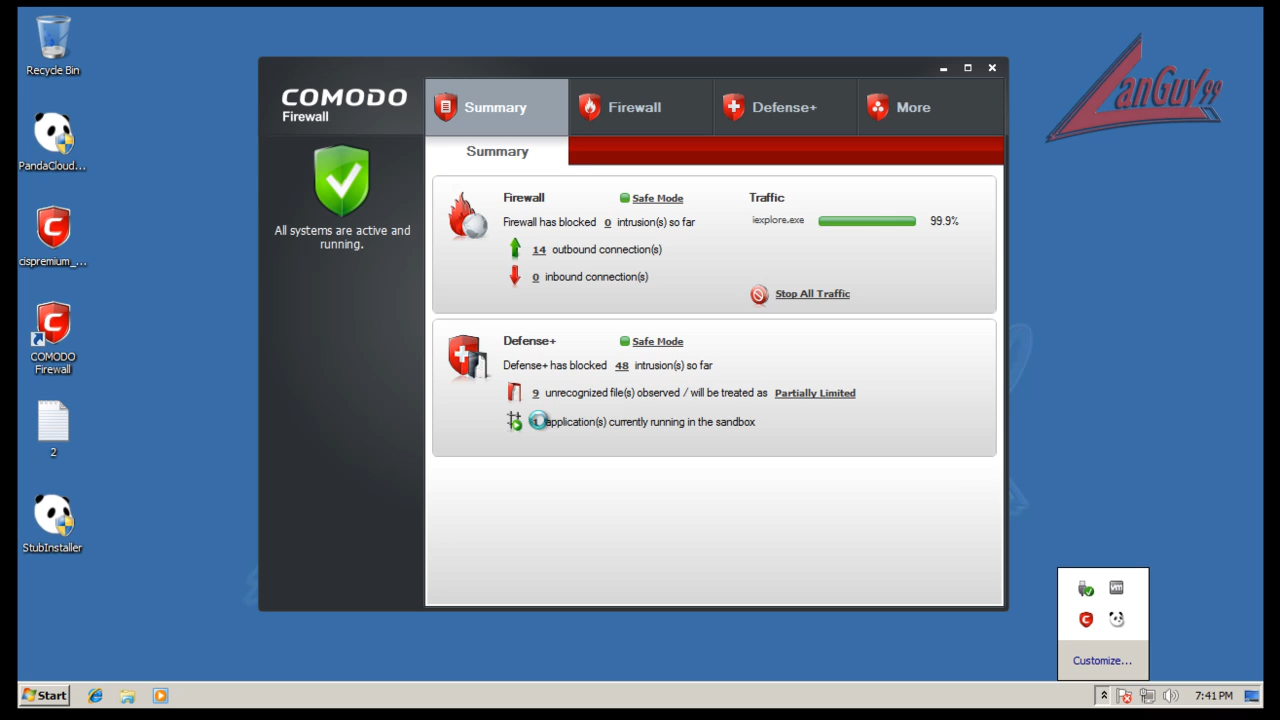 Recycle Bin
PandaCloud...
cispremium_...
COMODO
Firewall
2
StubInstaller
COMODO
Firewall
Summary
Firewall
Defense+
More
Summary
All systems are active and
running.
Firewall
Safe Mode
Firewall has blocked 0 intrusion(s) so far
14 outbound connection(s)
0 inbound connection(s)
Traffic
iexplore.exe 99.9%
Stop All Traffic
Defense+
Safe Mode
Defense+ has blocked 48 intrusion(s) so far
9 unrecognized file(s) observed / will be treated as Partially Limited
1 application(s) currently running in the sandbox
LanGuy99
vm
Customize...
Start
7:41 PM